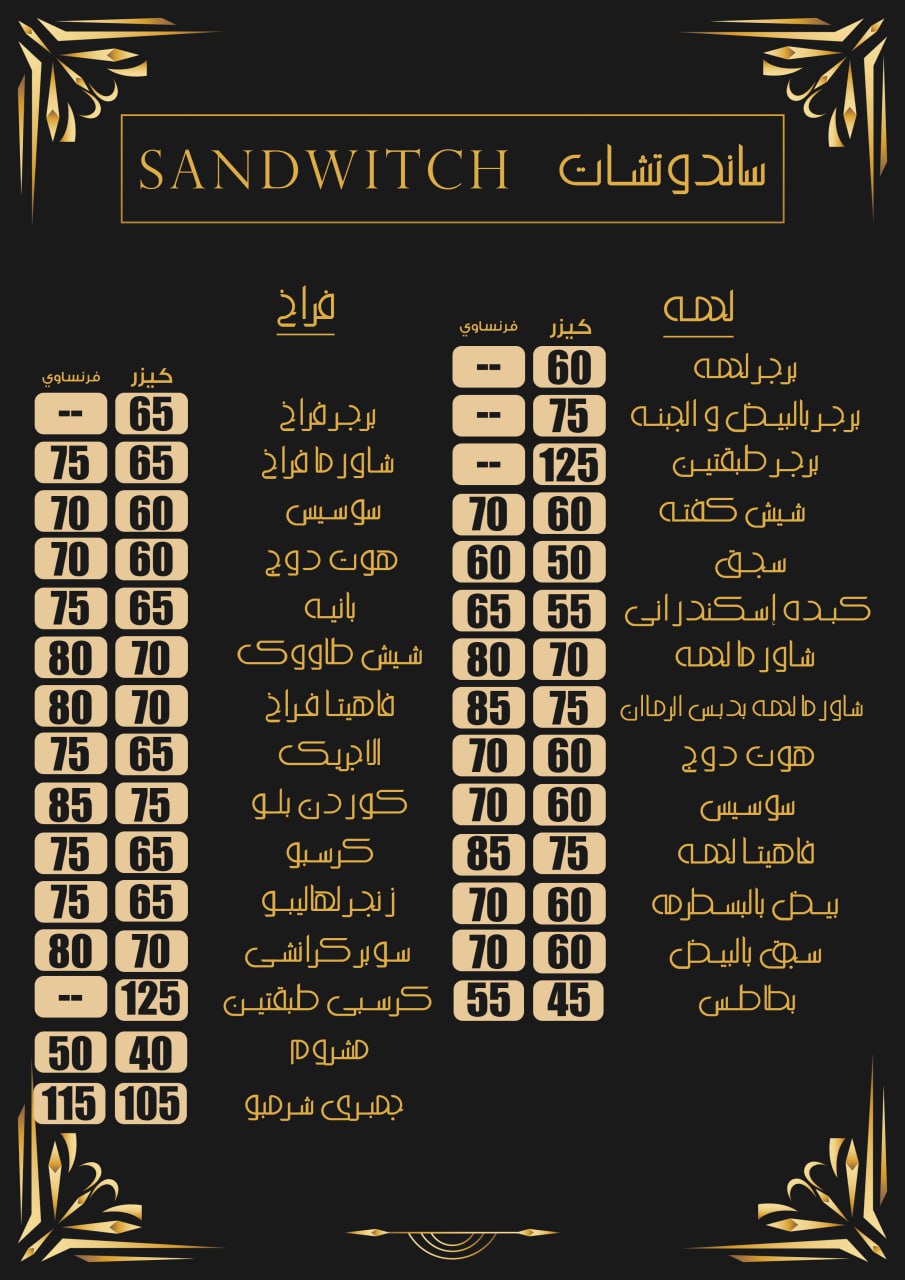 SANDWITCH ساندوتشات
لحمه
كيزر فرنساوي
برجر لحمه 60 --
برجر بالبيض و الجبنه 75 --
برجر طبقتين 125 --
شيش كفته 60 70
سجق 50 60
كبده إسكندرانى 55 65
شاورما لحمه 70 80
شاورما لحمه بدبس الرماان 75 85
هوت دوج 60 70
سوسيس 60 70
فاهيتا لحمه 75 85
بيض بالبسطرمه 60 70
سجق بالبيض 60 70
بطاطس 45 55
فراخ
كيزر فرنساوي
برجر فراخ 65 --
شاورما فراخ 65 75
سوسيس 60 70
هوت دوج 60 70
بانيه 65 75
شيش طاووك 70 80
فاهيتا فراخ 70 80
الاجريك 65 75
كوردن بلو 75 85
كرسبو 65 75
زنجر لهاليبو 65 75
سوبر كرانشى 70 80
كرسبى طبقتين 125 --
مشروم 40 50
جمبرى شرمبو 105 115